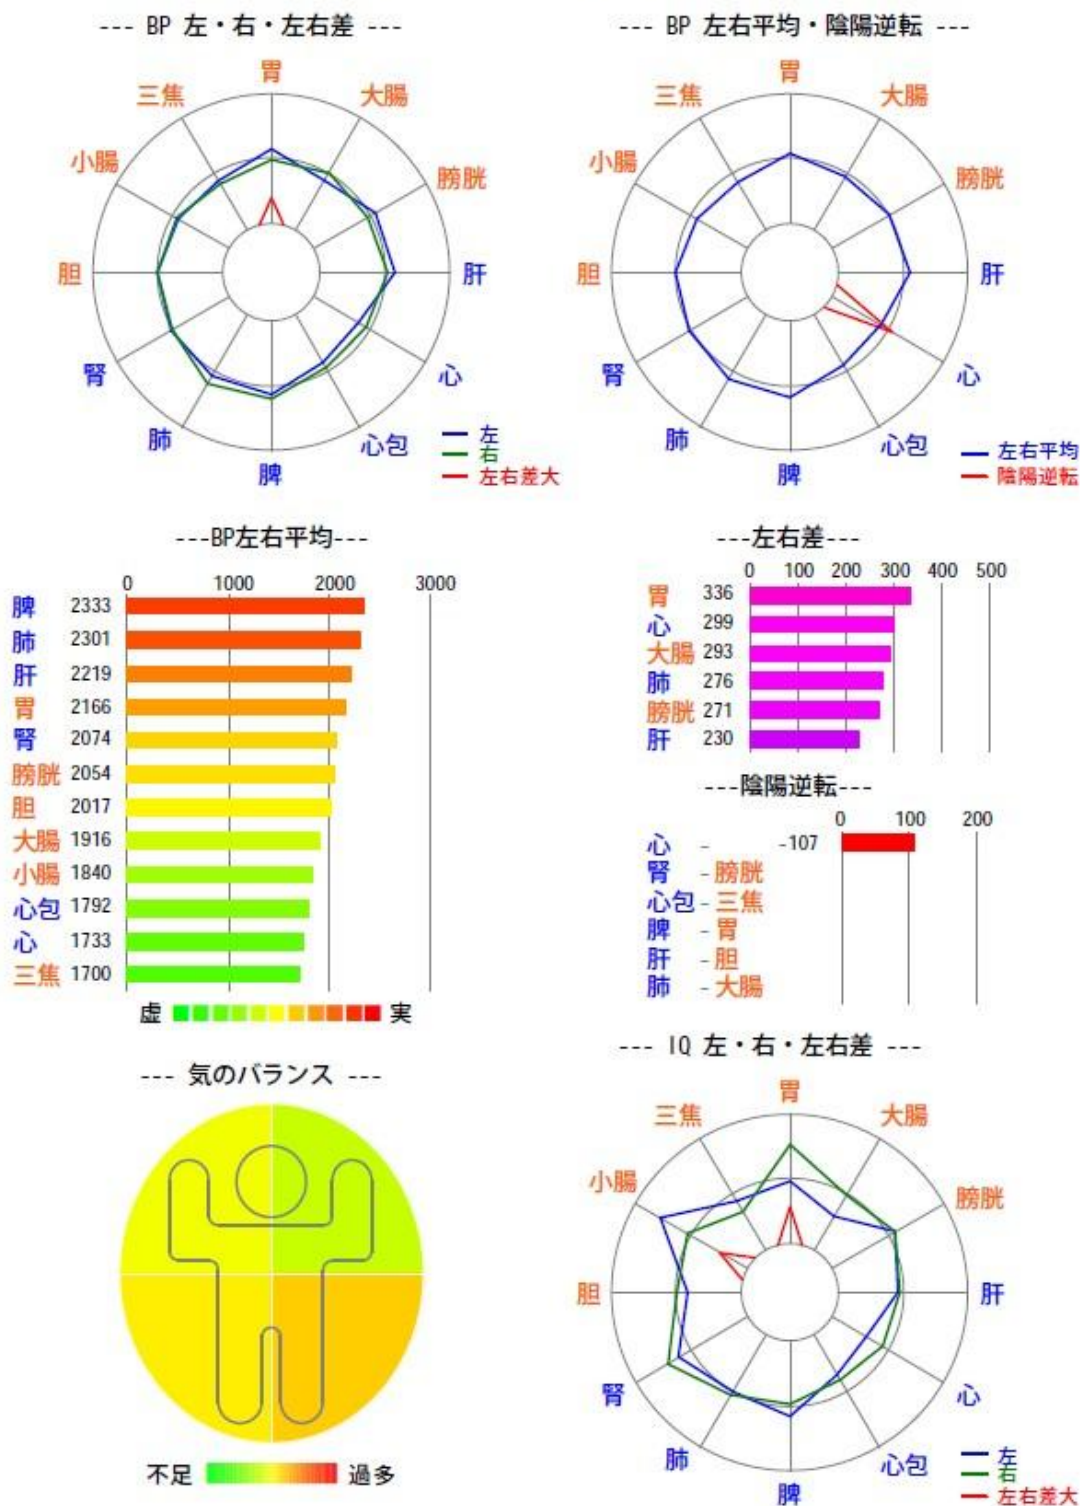 --- BP 左・右・左右差 ---
胃
大腸
膀胱
肝
心
心包
脾
肺
腎
胆
小腸
三焦
左
右
左右差大
--- BP 左右平均・陰陽逆転 ---
胃
大腸
膀胱
肝
心
心包
脾
肺
腎
胆
小腸
三焦
左右平均
陰陽逆転
---BP左右平均---
0 1000 2000 3000
脾 2333
肺 2301
肝 2219
胃 2166
腎 2074
膀胱 2054
胆 2017
大腸 1916
小腸 1840
心包 1792
心 1733
三焦 1700
虚 実
---左右差---
0 100 200 300 400 500
胃 336
心 299
大腸 293
肺 276
膀胱 271
肝 230
---陰陽逆転---
0 100 200
心 - -107
腎 - 膀胱
心包 - 三焦
脾 - 胃
肝 - 胆
肺 - 大腸
--- 気のバランス ---
不足 過多
--- IQ 左・右・左右差 ---
胃
大腸
膀胱
肝
心
心包
脾
肺
腎
胆
小腸
三焦
左
右
左右差大